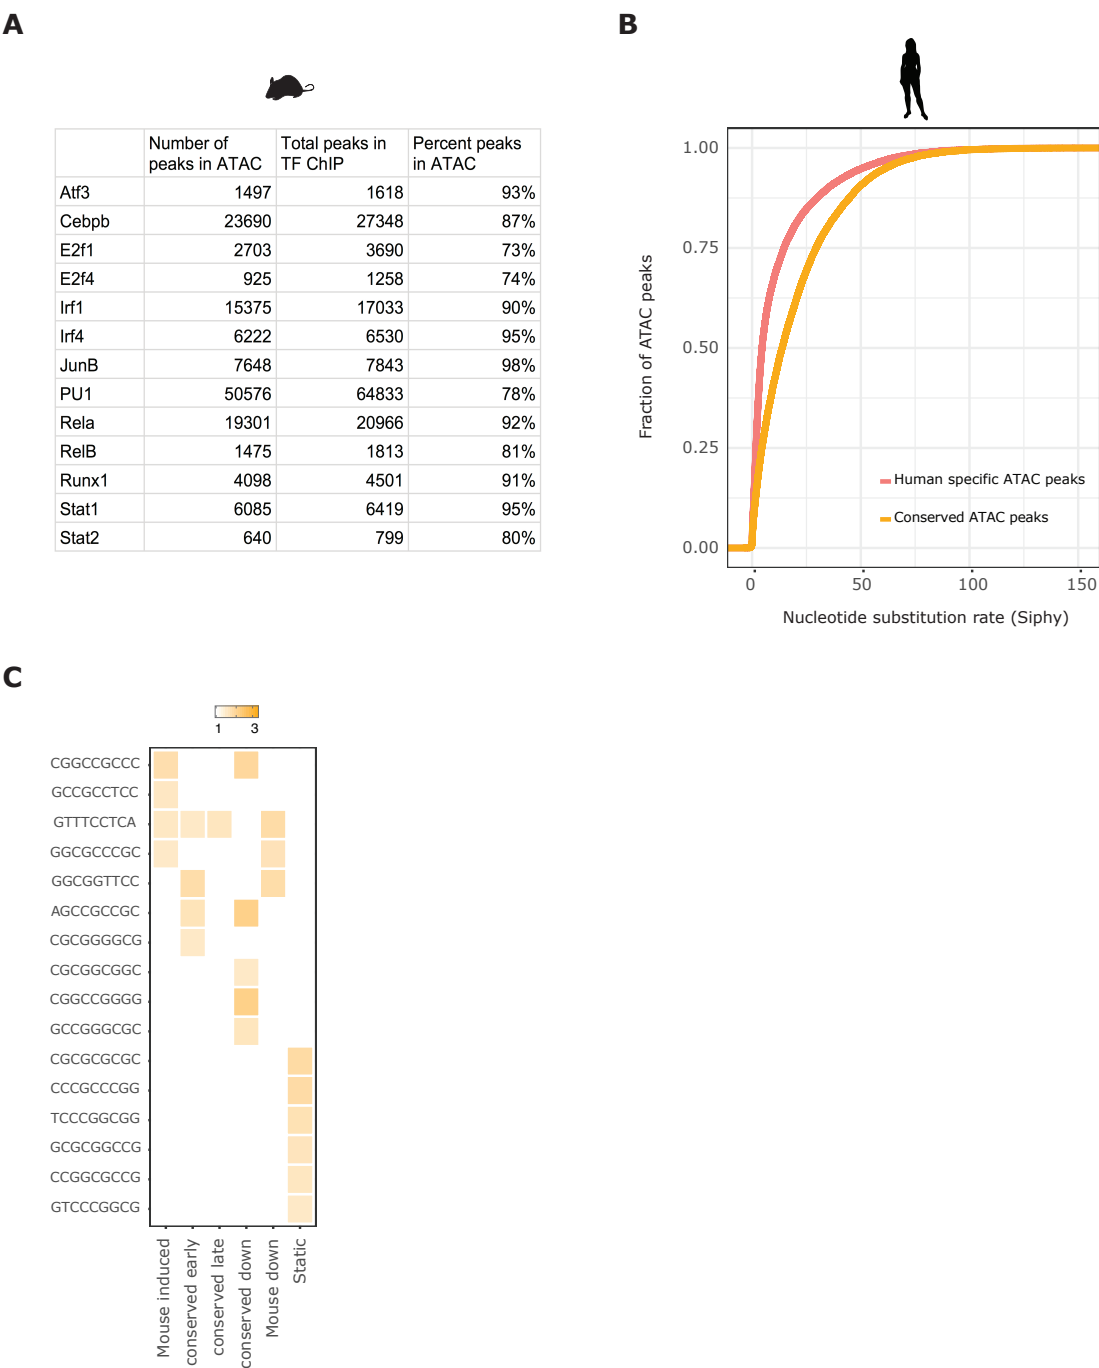 A
Number of peaks in ATAC
Total peaks in TF ChIP
Percent peaks in ATAC
Atf3 1497 1618 93%
Cebpb 23690 27348 87%
E2f1 2703 3690 73%
E2f4 925 1258 74%
Irf1 15375 17033 90%
Irf4 6222 6530 95%
JunB 7648 7843 98%
PU1 50576 64833 78%
Rela 19301 20966 92%
RelB 1475 1813 81%
Runx1 4098 4501 91%
Stat1 6085 6419 95%
Stat2 640 799 80%
B
Fraction of ATAC peaks
1.00
0.75
0.50
0.25
0.00
Human specific ATAC peaks
Conserved ATAC peaks
0 50 100 150
Nucleotide substitution rate (Siphy)
C
1 3
CGGCCGCCC
GCCGCCTCC
GTTTCCTCA
GGCGCCCGC
GGCGGTTCC
AGCCGCCGC
CGCGGGGCG
CGCGGCGGC
CGGCCGGGG
GCCGGGCGC
CGCGCGCGC
CCCGCCCGG
TCCCGGCGG
GCGCGGCCG
CCGGCGCCG
GTCCCGGCG
Mouse induced
conserved early
conserved late
conserved down
Mouse down
Static